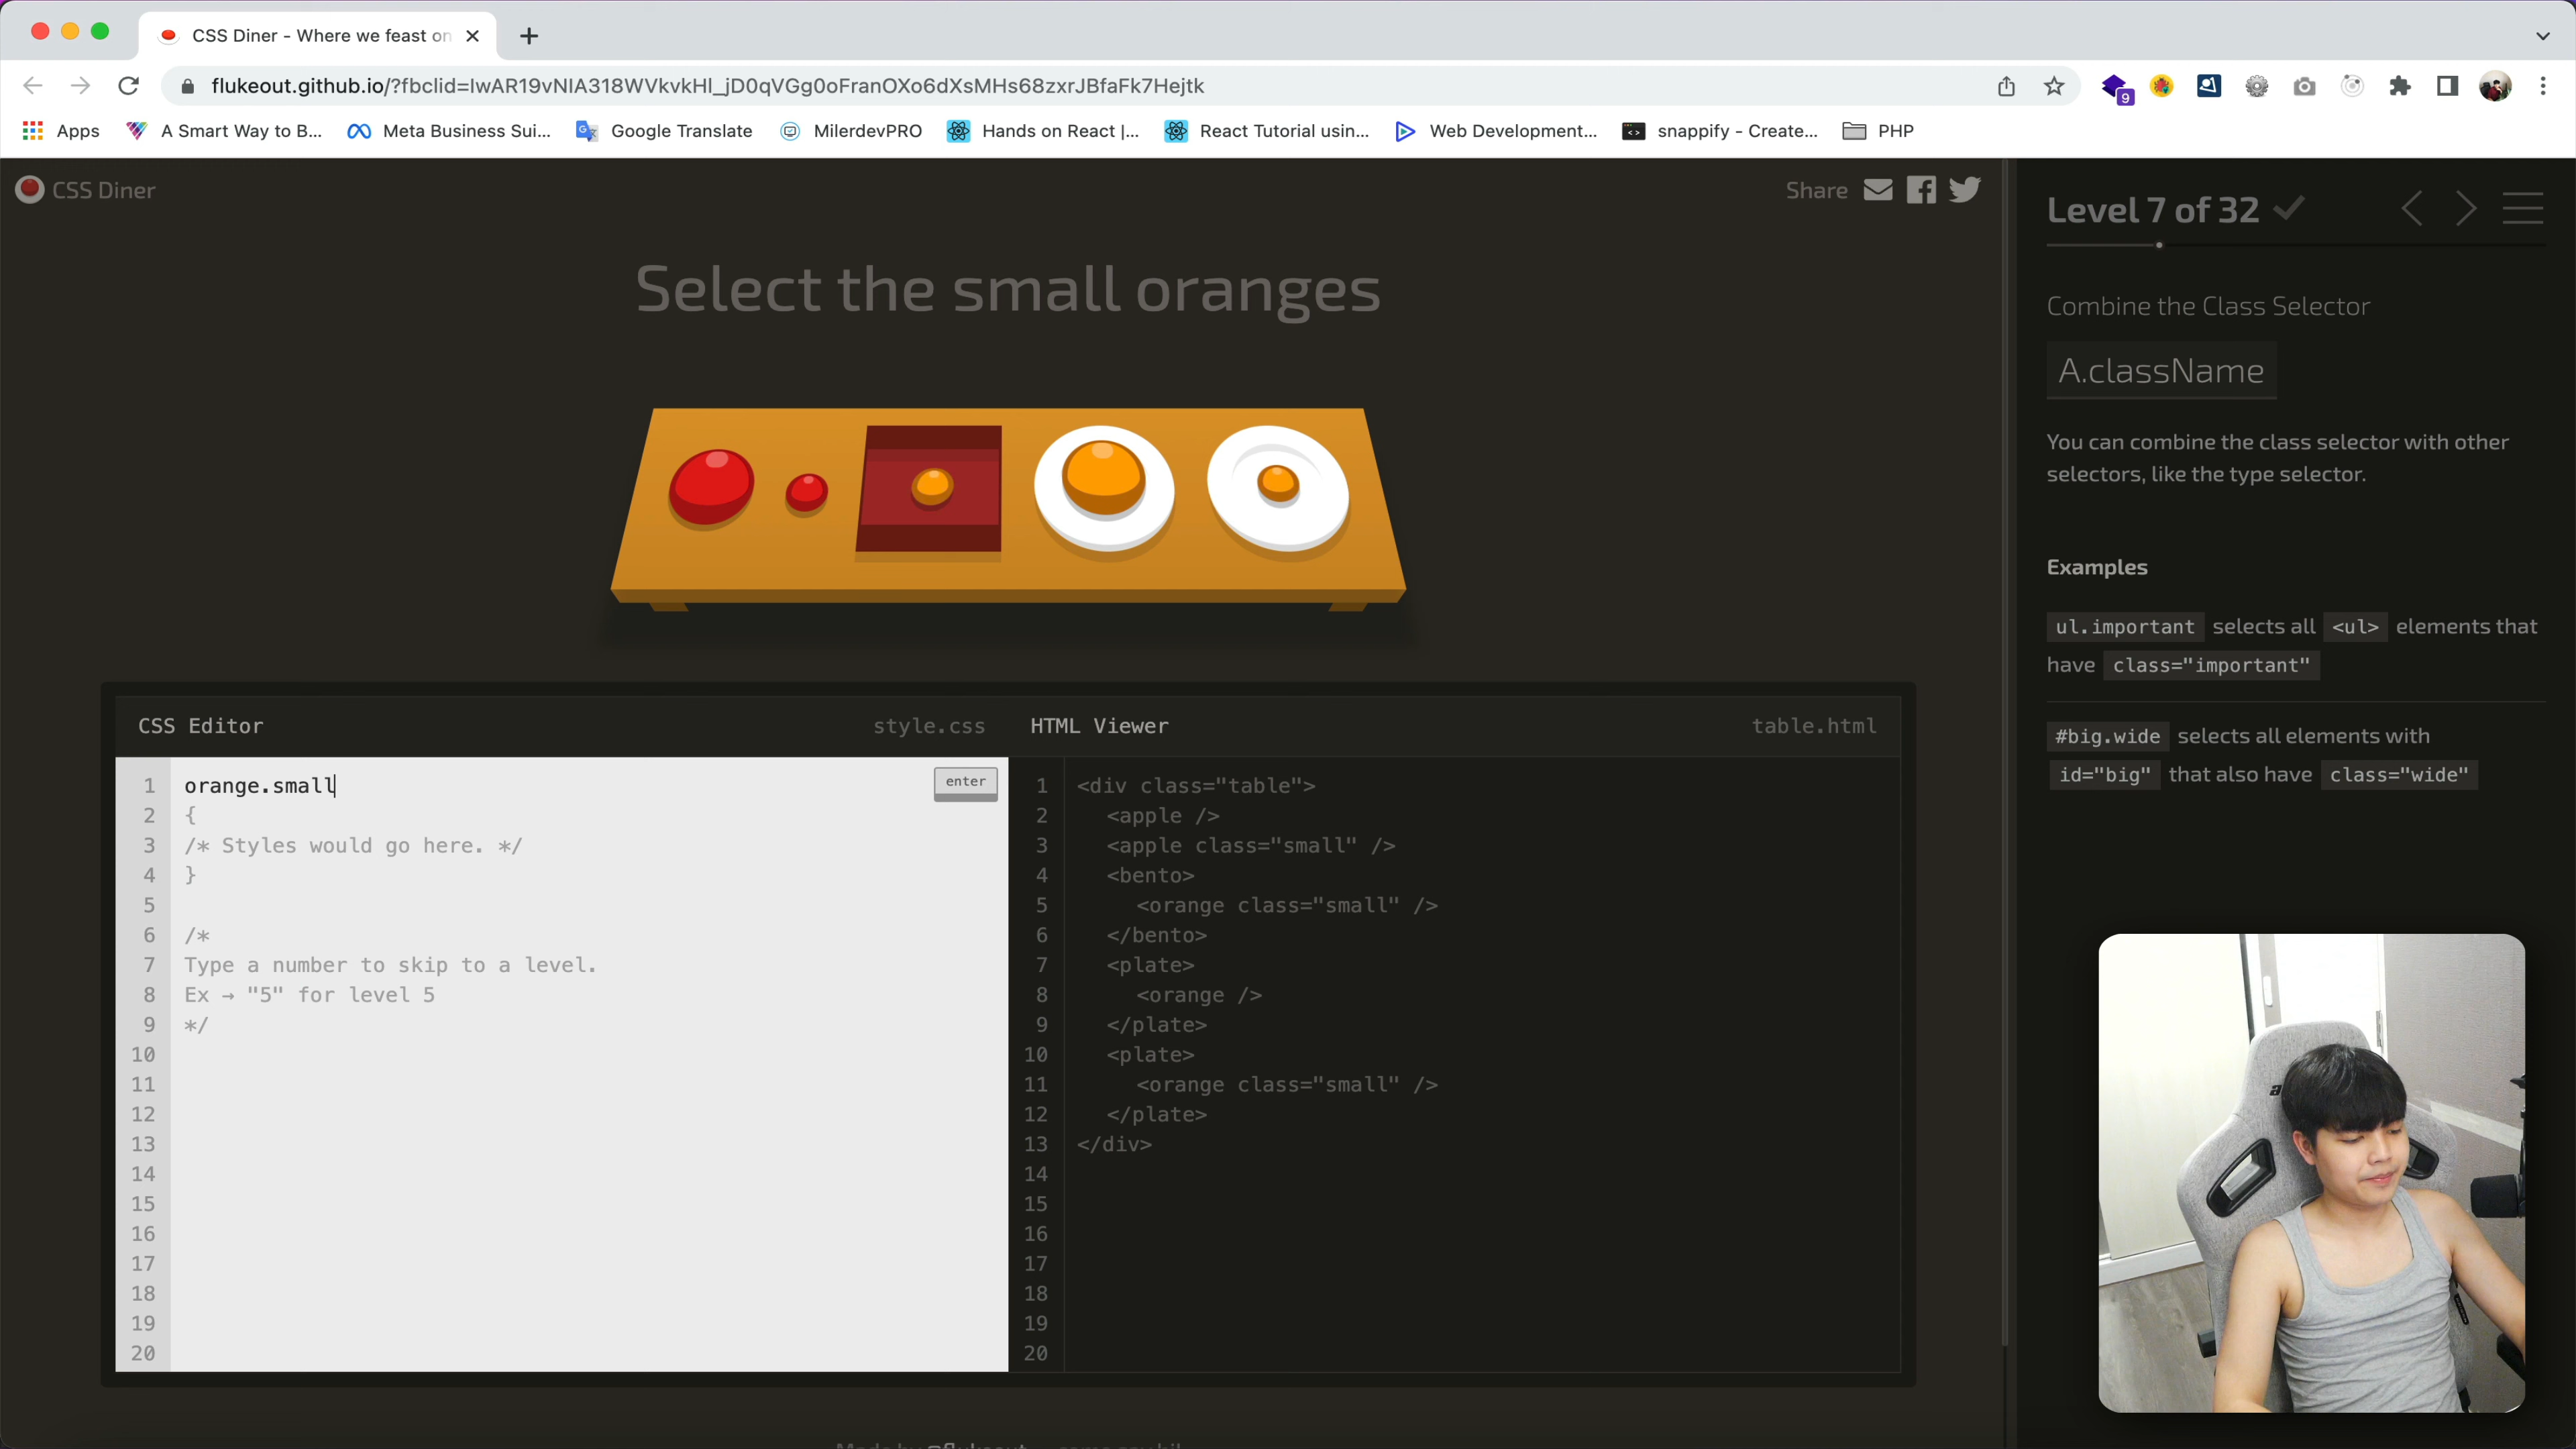 CSS Diner - Where we feast on
flukeout.github.io/?fbclid=IwAR19vNIA318WVkvkHl_jD0qVGg0oFranOXo6dXsMHs68zxrJBfaFk7Hejtk
9
Apps
A Smart Way to B...
Meta Business Sui...
Google Translate
MilerdevPRO
Hands on React |...
React Tutorial usin...
Web Development...
snappify - Create...
PHP
CSS Diner
Share
Select the small oranges
CSS Editor
style.css
1 orange.small
enter
2 {
3 /* Styles would go here. */
4 }
5
6 /*
7 Type a number to skip to a level.
8 Ex → "5" for level 5
9 */
10
11
12
13
14
15
16
17
18
19
20
HTML Viewer
table.html
1 <div class="table">
2 <apple />
3 <apple class="small" />
4 <bento>
5 <orange class="small" />
6 </bento>
7 <plate>
8 <orange />
9 </plate>
10 <plate>
11 <orange class="small" />
12 </plate>
13 </div>
14
15
16
17
18
19
20
Level 7 of 32
Combine the Class Selector
A.className
You can combine the class selector with other
selectors, like the type selector.
Examples
ul.important selects all <ul> elements that
have class="important"
#big.wide selects all elements with
id="big" that also have class="wide"